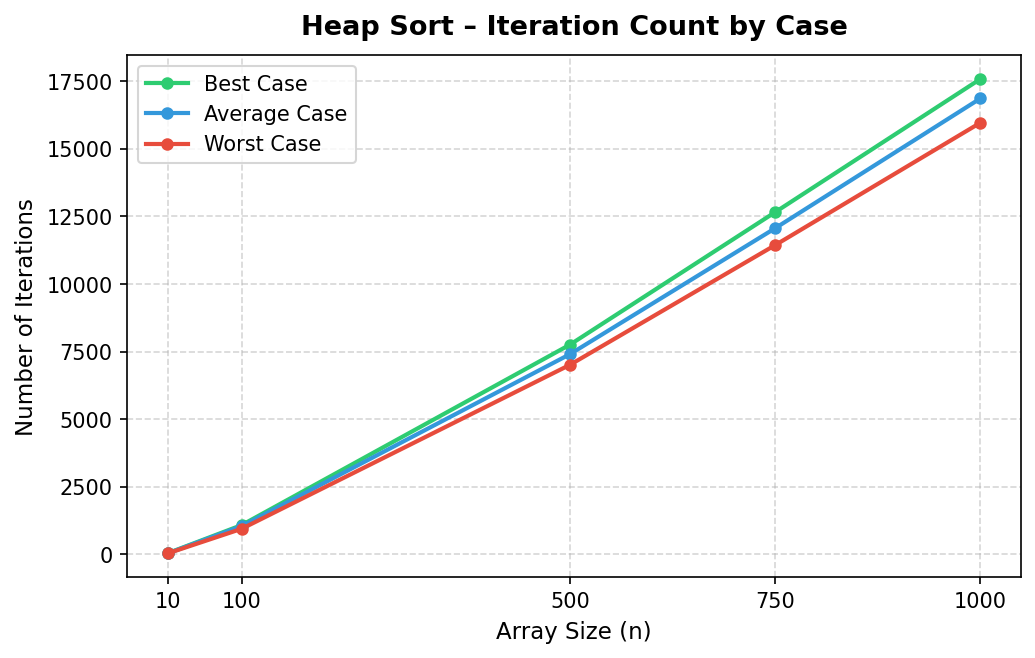 Heap Sort – Iteration Count by Case
Best Case
Average Case
Worst Case
Number of Iterations
17500
15000
12500
10000
7500
5000
2500
0
10 100 500 750 1000
Array Size (n)